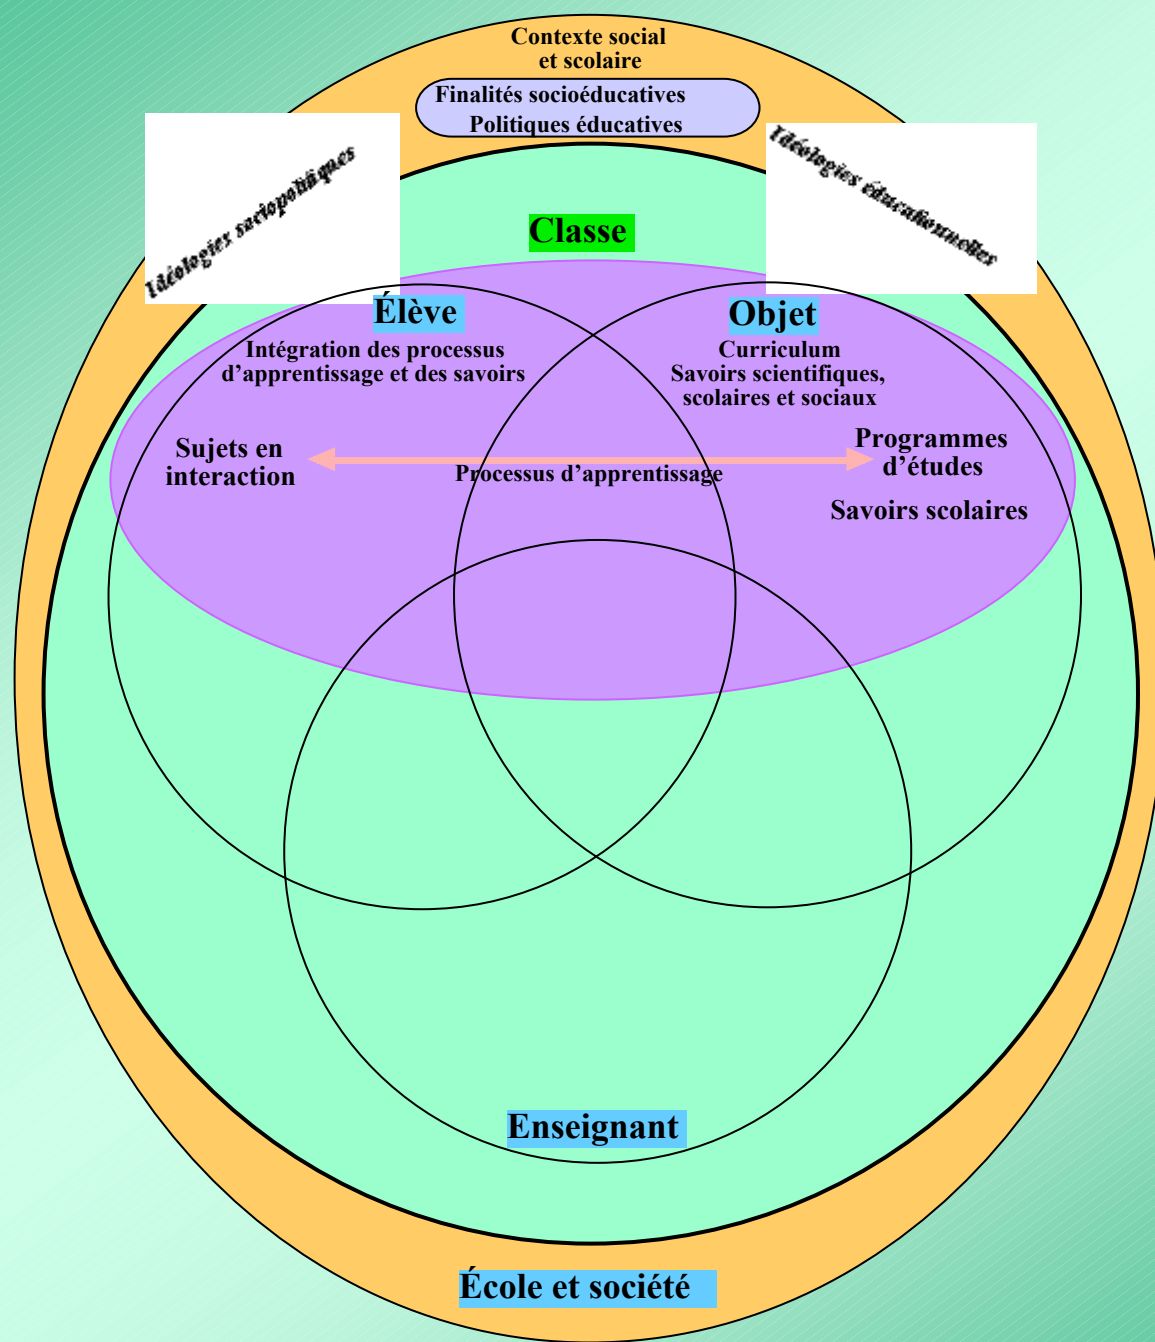 Contexte social
et scolaire
Finalités socioéducatives
Politiques éducatives
Idéologies sociopolitiques
Idéologies éducationnelles
Classe
Élève
Intégration des processus
d’apprentissage et des savoirs
Objet
Curriculum
Savoirs scientifiques,
scolaires et sociaux
Sujets en
interaction
Processus d’apprentissage
Programmes
d’études
Savoirs scolaires
Enseignant
École et société